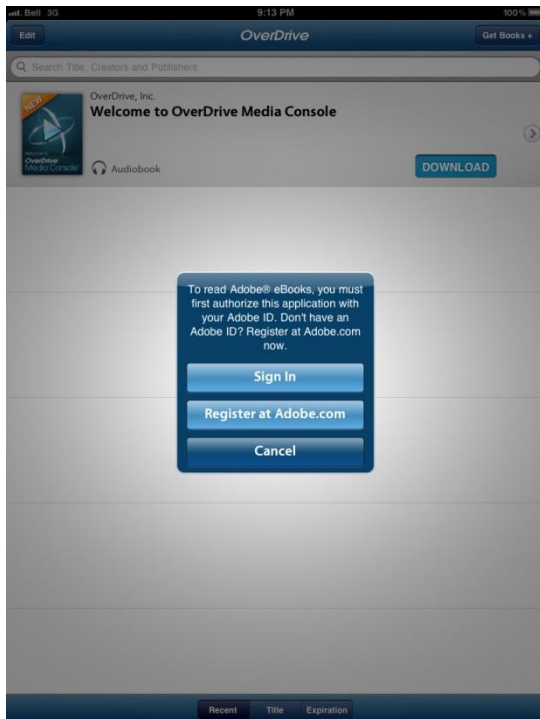 Bell 3G 9:13 PM 100%
Edit OverDrive Get Books +
Search Title, Creators and Publishers
NEW
OverDrive, Inc.
Welcome to OverDrive Media Console
Welcome to
OverDrive
Media Console
Audiobook
DOWNLOAD
To read Adobe® eBooks, you must
first authorize this application with
your Adobe ID. Don't have an
Adobe ID? Register at Adobe.com
now.
Sign In
Register at Adobe.com
Cancel
Recent Title Expiration